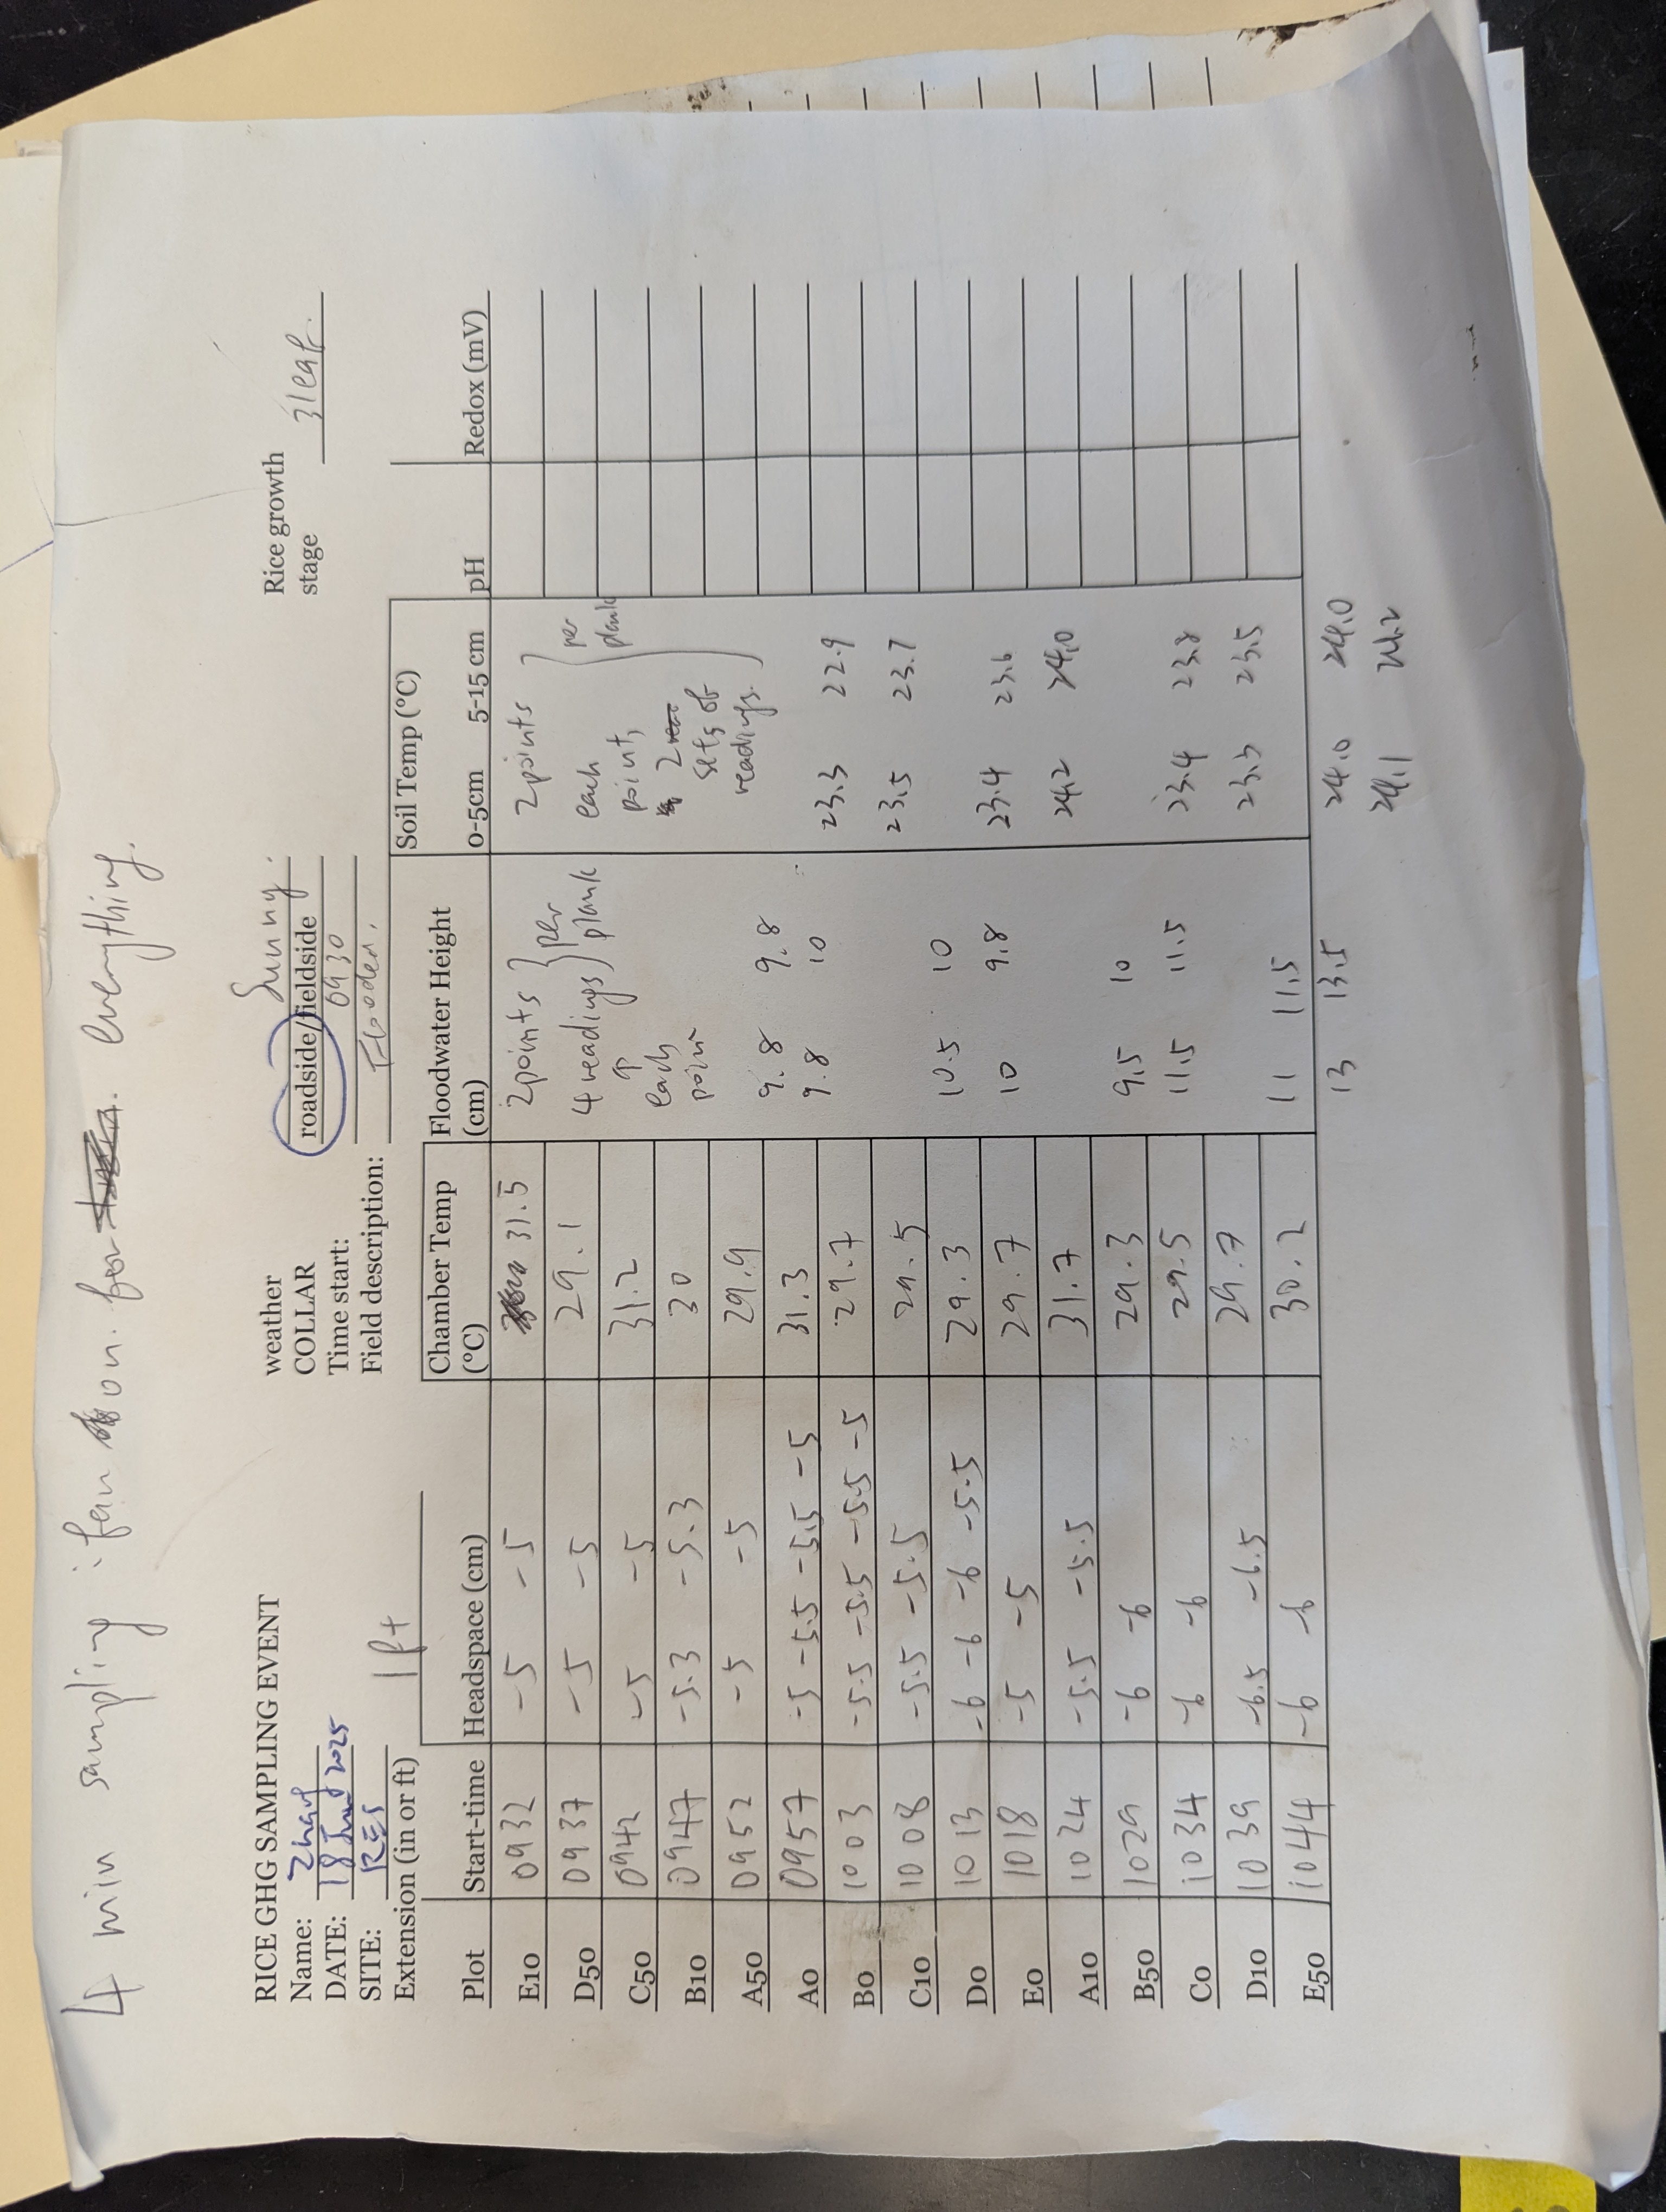 4 min sampling : fan on. for everything.
RICE GHG SAMPLING EVENT
Name: Zhang
DATE: 18 Jun 2025
SITE: RES
Extension (in or ft) 1 ft
weather Sunny.
COLLAR roadside/fieldside
Time start: 0930
Field description: Flooded.
Rice growth
stage 3 leaf.
Plot Start-time Headspace (cm) Chamber Temp (°C) Floodwater Height (cm) Soil Temp (°C) 0-5cm 5-15 cm pH Redox (mV)
E10 0932 -5 -5 31.5
D50 0937 -5 -5 29.1
C50 0942 -5 -5 31.2
B10 0947 -5.3 -5.3 30
A50 0952 -5 -5 29.9
A0 0957 -5 -5.5 -5.5 -5 31.3
B0 1003 -5.5 -5.5 -5.5 -5 29.7
C10 1008 -5.5 -5.5 29.5
D0 1013 -6 -6 -6 -5.5 29.3
E0 1018 -5 -5 29.7
A10 1024 -5.5 -5.5 31.7
B50 1029 -6 -6 29.3
C0 1034 -6 -6 29.5
D10 1039 -6.5 -6.5 29.7
E50 1044 -6 -6 30.2
2 points
4 readings
per
plank
↑
each
point
9.8 9.8
9.8 10
10.5 10
10 9.8
9.5 10
11.5 11.5
11 11.5
13 13.5
2 points
each
point,
2
sets of
readings.
per
plank
23.3 22.9
23.5 23.7
23.4 23.6
24.2 24.0
23.4 23.8
23.3 23.5
24.0 24.0
24.1 24.2